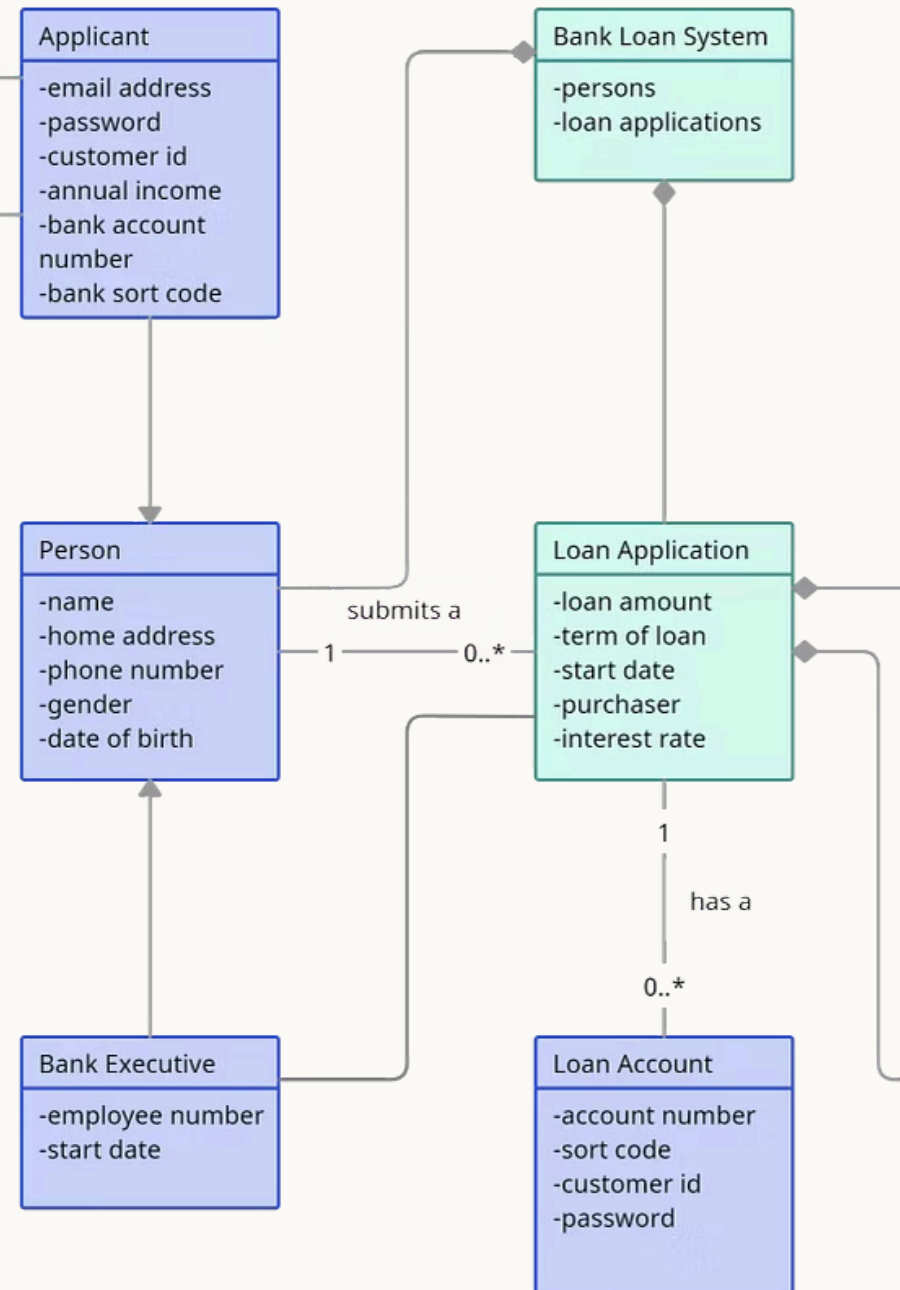 Applicant
-email address
-password
-customer id
-annual income
-bank account
number
-bank sort code
Bank Loan System
-persons
-loan applications
Person
-name
-home address
-phone number
-gender
-date of birth
submits a
1
0..*
Loan Application
-loan amount
-term of loan
-start date
-purchaser
-interest rate
1
has a
0..*
Bank Executive
-employee number
-start date
Loan Account
-account number
-sort code
-customer id
-password